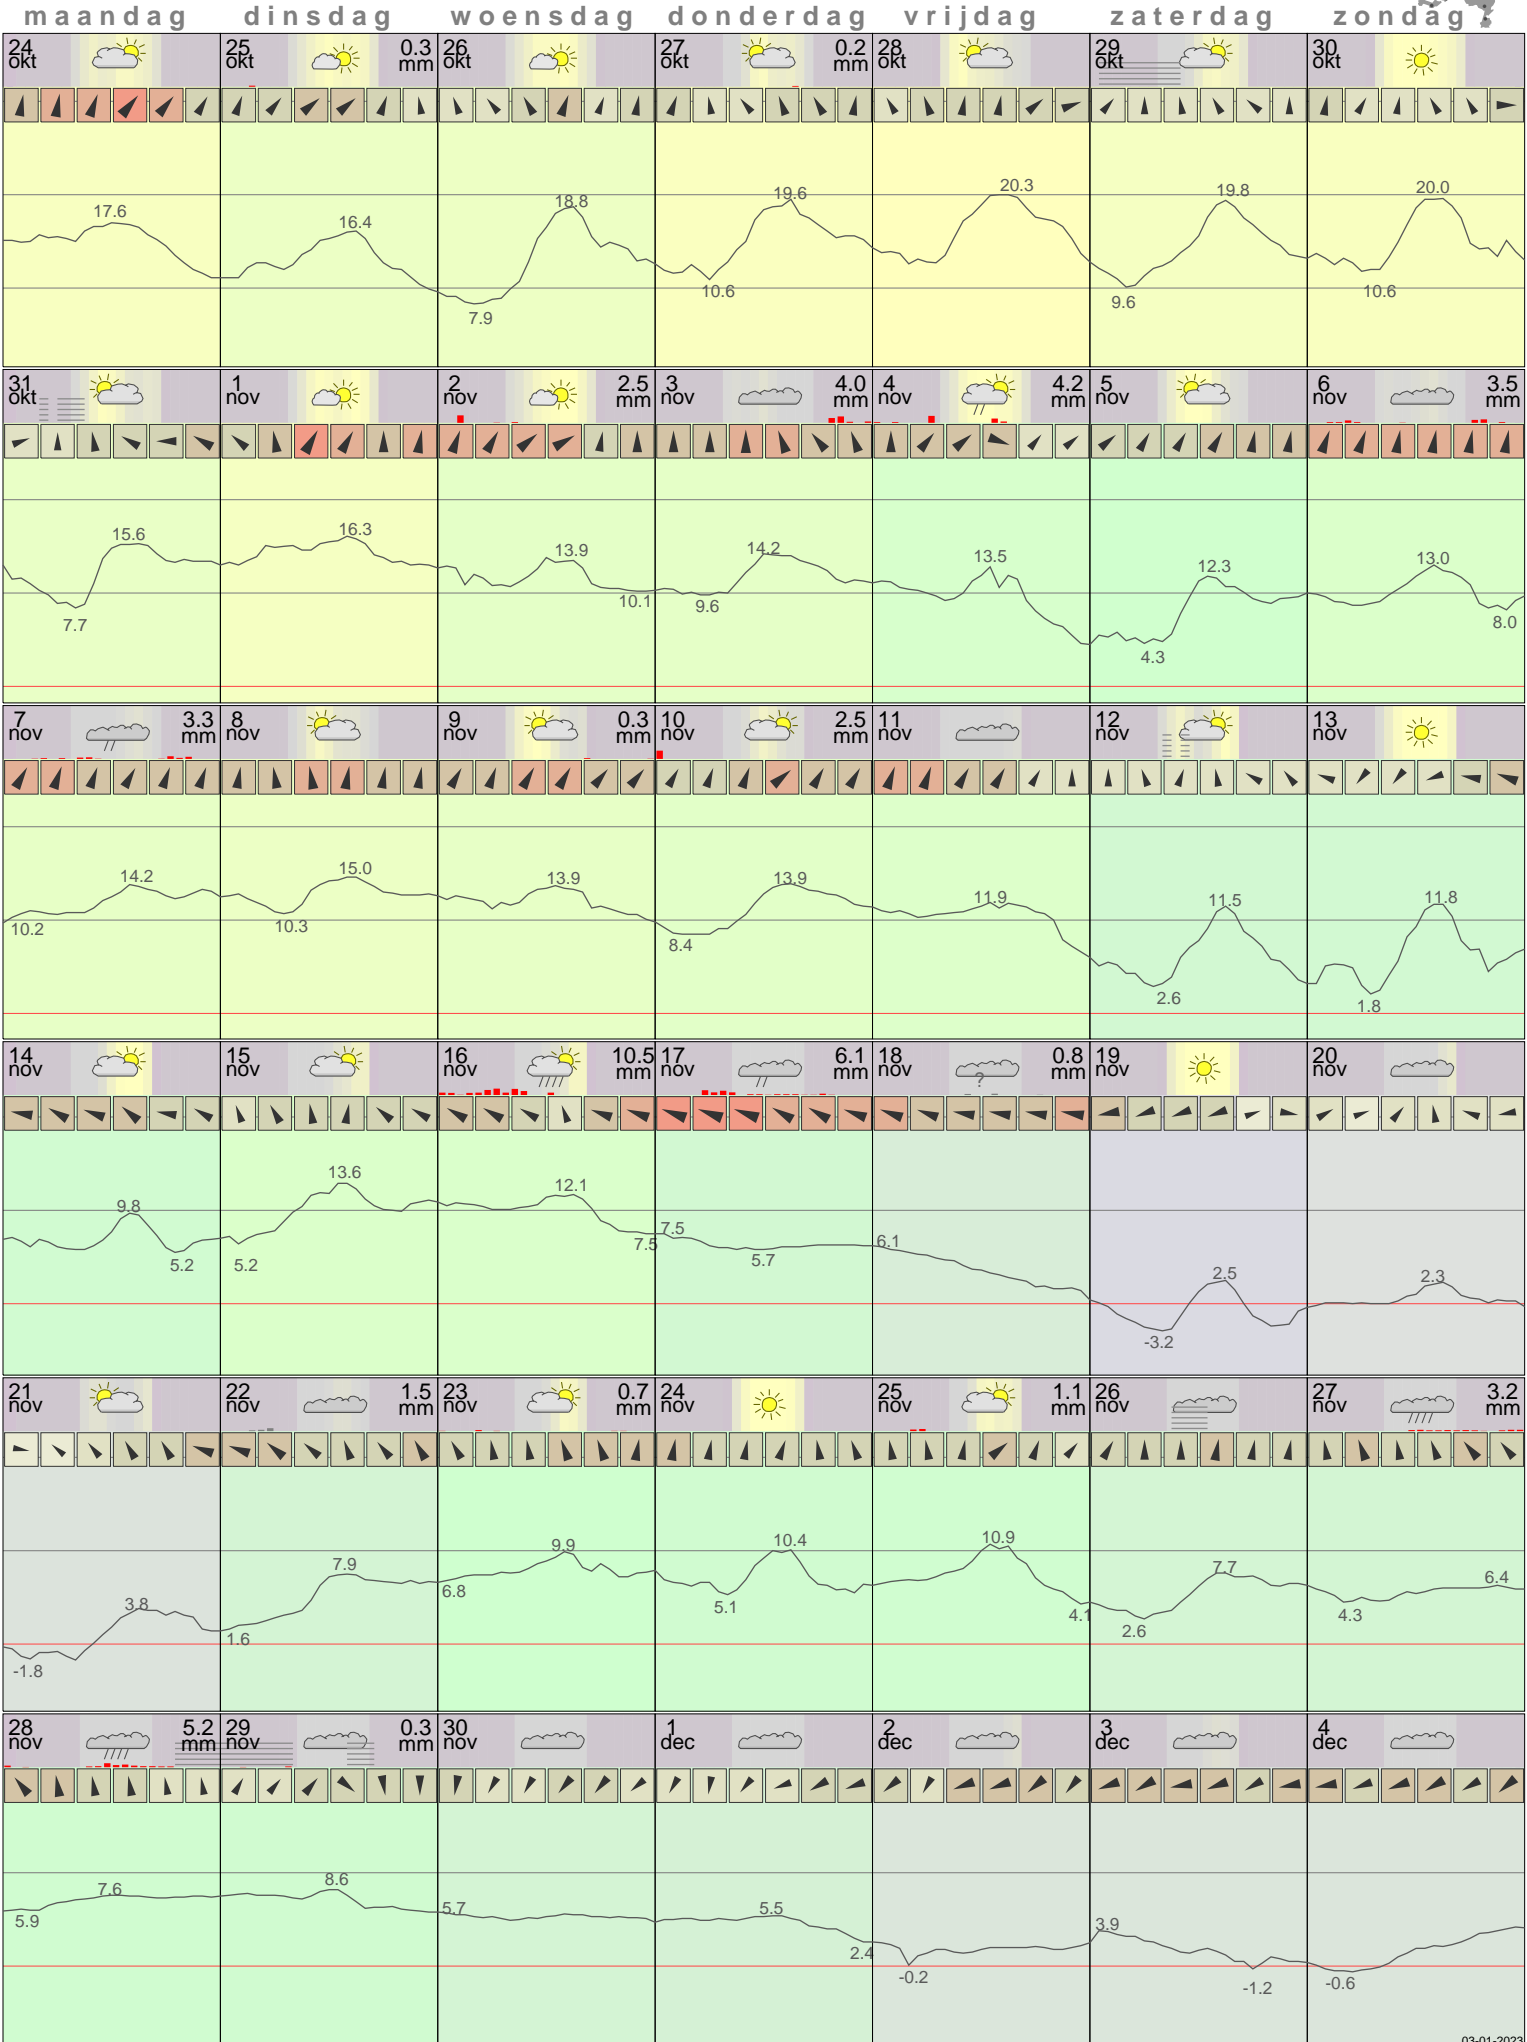 maandag dinsdag woensdag donderdag vrijdag zaterdag zondag
24 okt 25 okt 0.3 mm 26 okt 27 okt 0.2 mm 28 okt 29 okt 30 okt
17.6 16.4 7.9 18.8 10.6 19.6 20.3 9.6 19.8 10.6 20.0
31 okt 1 nov 2 nov 2.5 mm 3 nov 4.0 mm 4 nov 4.2 mm 5 nov 6 nov 3.5 mm
7.7 15.6 16.3 13.9 10.1 9.6 14.2 13.5 4.3 12.3 13.0 8.0
7 nov 3.3 mm 8 nov 9 nov 0.3 mm 10 nov 2.5 mm 11 nov 12 nov 13 nov
10.2 14.2 10.3 15.0 13.9 8.4 13.9 11.9 2.6 11.5 1.8 11.8
14 nov 15 nov 16 nov 10.5 mm 17 nov 6.1 mm 18 nov ? 0.8 mm 19 nov 20 nov
9.8 5.2 5.2 13.6 12.1 7.5 7.5 5.7 6.1 -3.2 2.5 2.3
21 nov 22 nov 1.5 mm 23 nov 0.7 mm 24 nov 25 nov 1.1 mm 26 nov 27 nov 3.2 mm
-1.8 3.8 1.6 7.9 6.8 9.9 5.1 10.4 10.9 4.1 2.6 7.7 4.3 6.4
28 nov 5.2 mm 29 nov 0.3 mm 30 nov 1 dec 2 dec 3 dec 4 dec
5.9 7.6 8.6 5.7 5.5 2.4 -0.2 3.9 -1.2 -0.6
03-01-2023